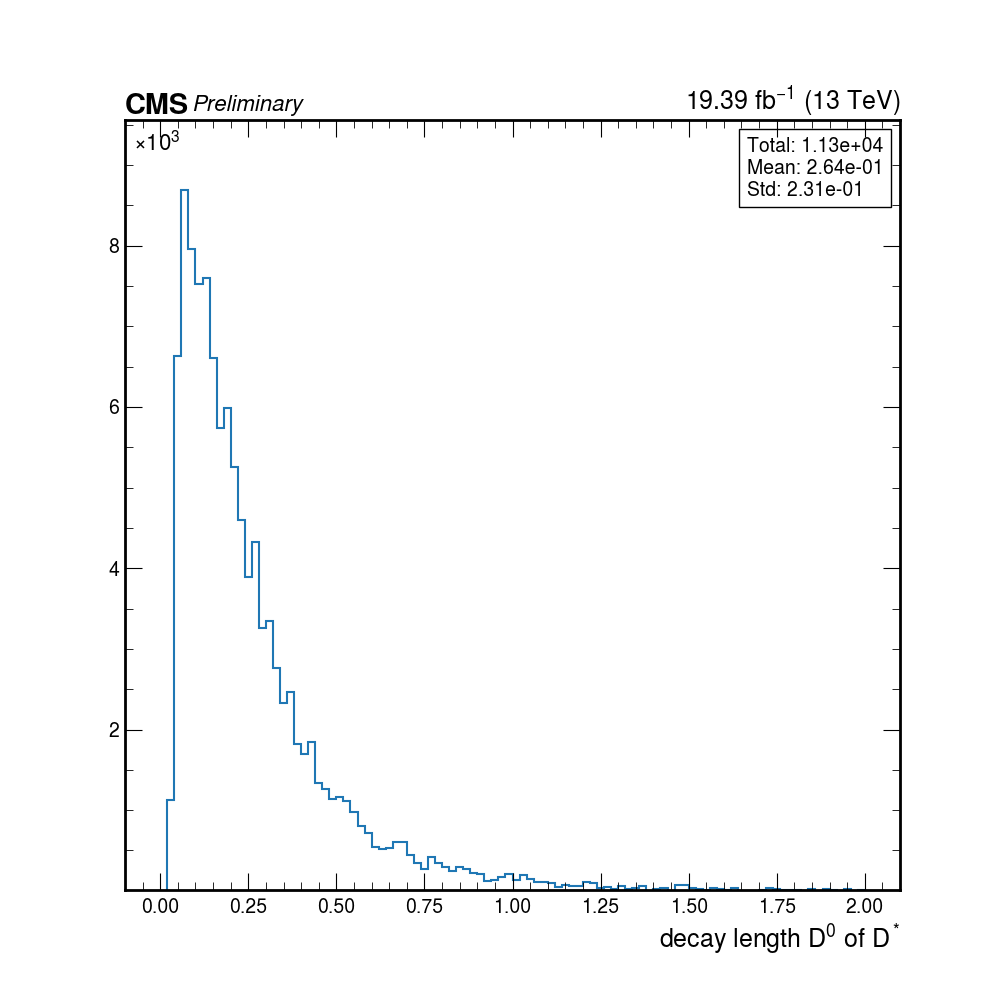 CMS Preliminary
19.39 fb⁻¹ (13 TeV)
×10³
Total: 1.13e+04
Mean: 2.64e-01
Std: 2.31e-01
8
6
4
2
0.00 0.25 0.50 0.75 1.00 1.25 1.50 1.75 2.00
decay length D⁰ of D*